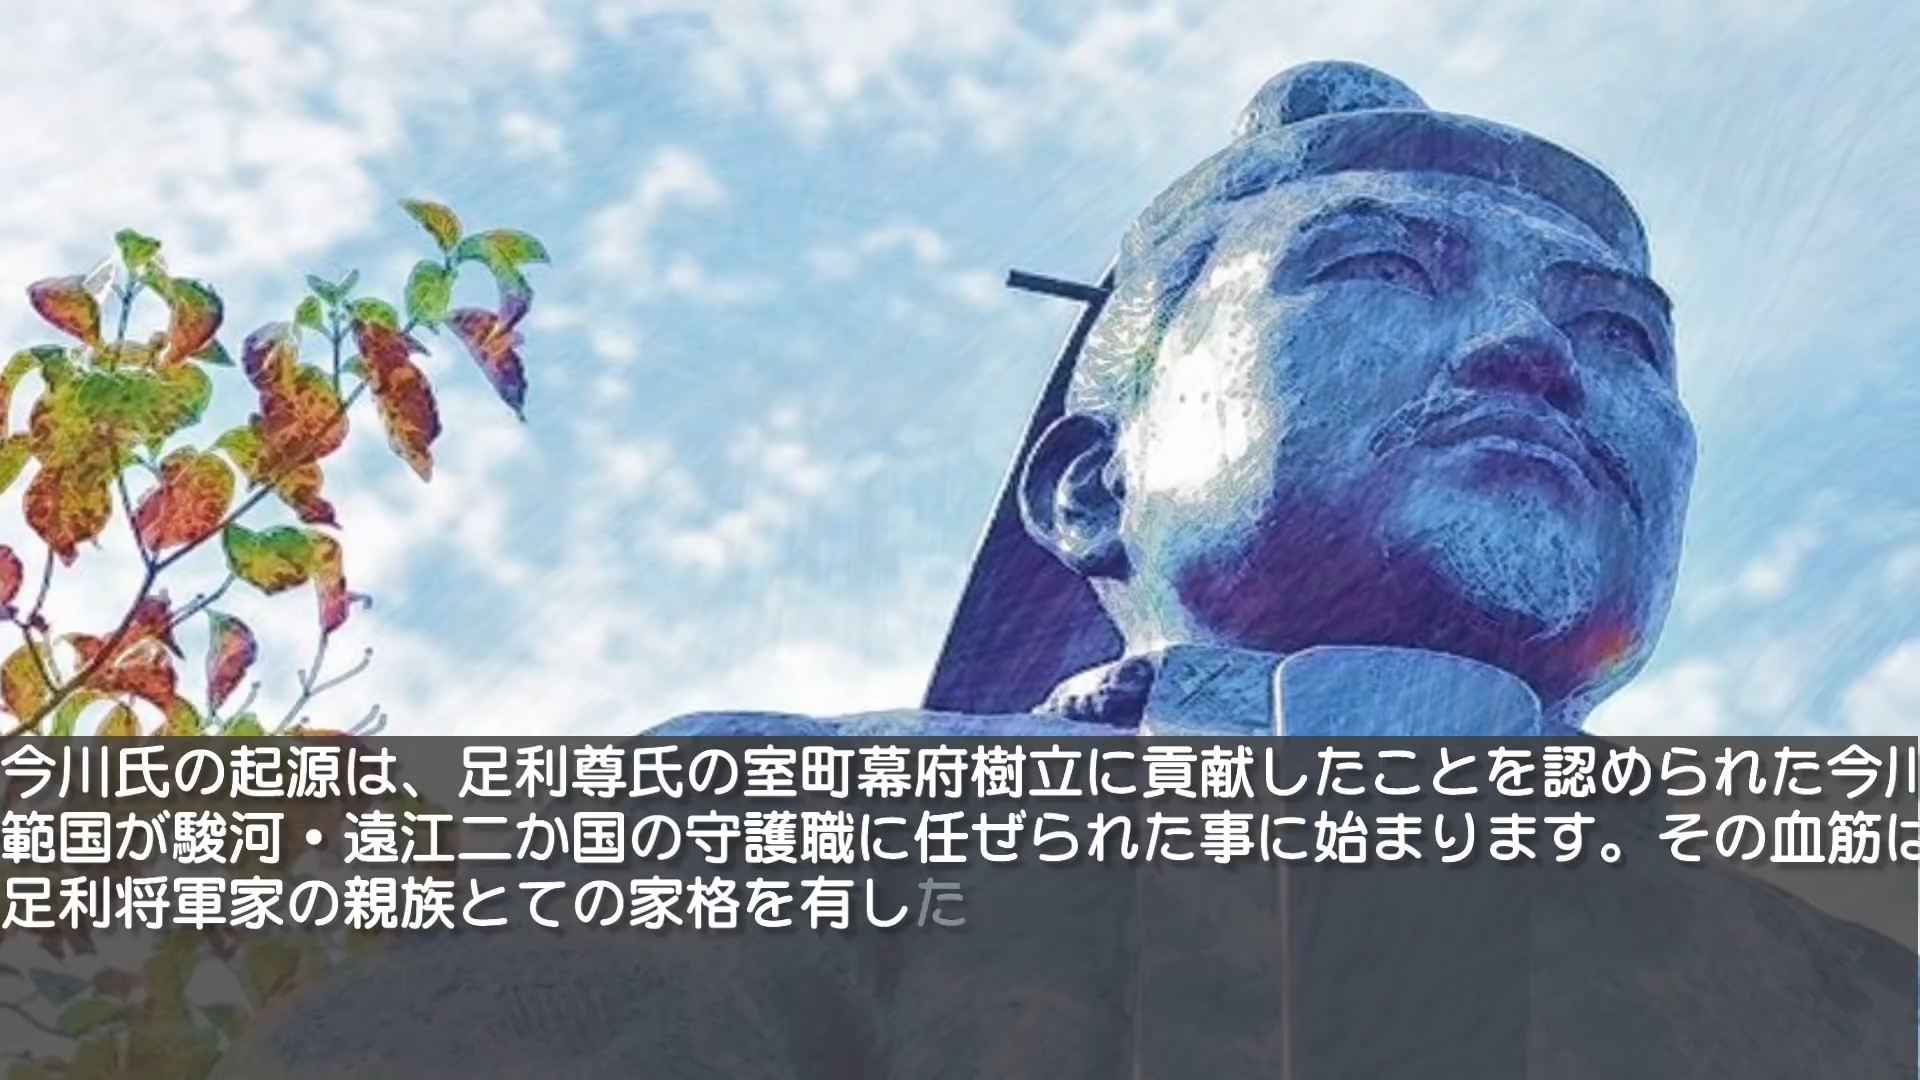 今川氏の起源は、足利尊氏の室町幕府樹立に貢献したことを認められた今川
範国が駿河・遠江二か国の守護職に任ぜられた事に始まります。その血筋は
足利将軍家の親族とての家格を有した